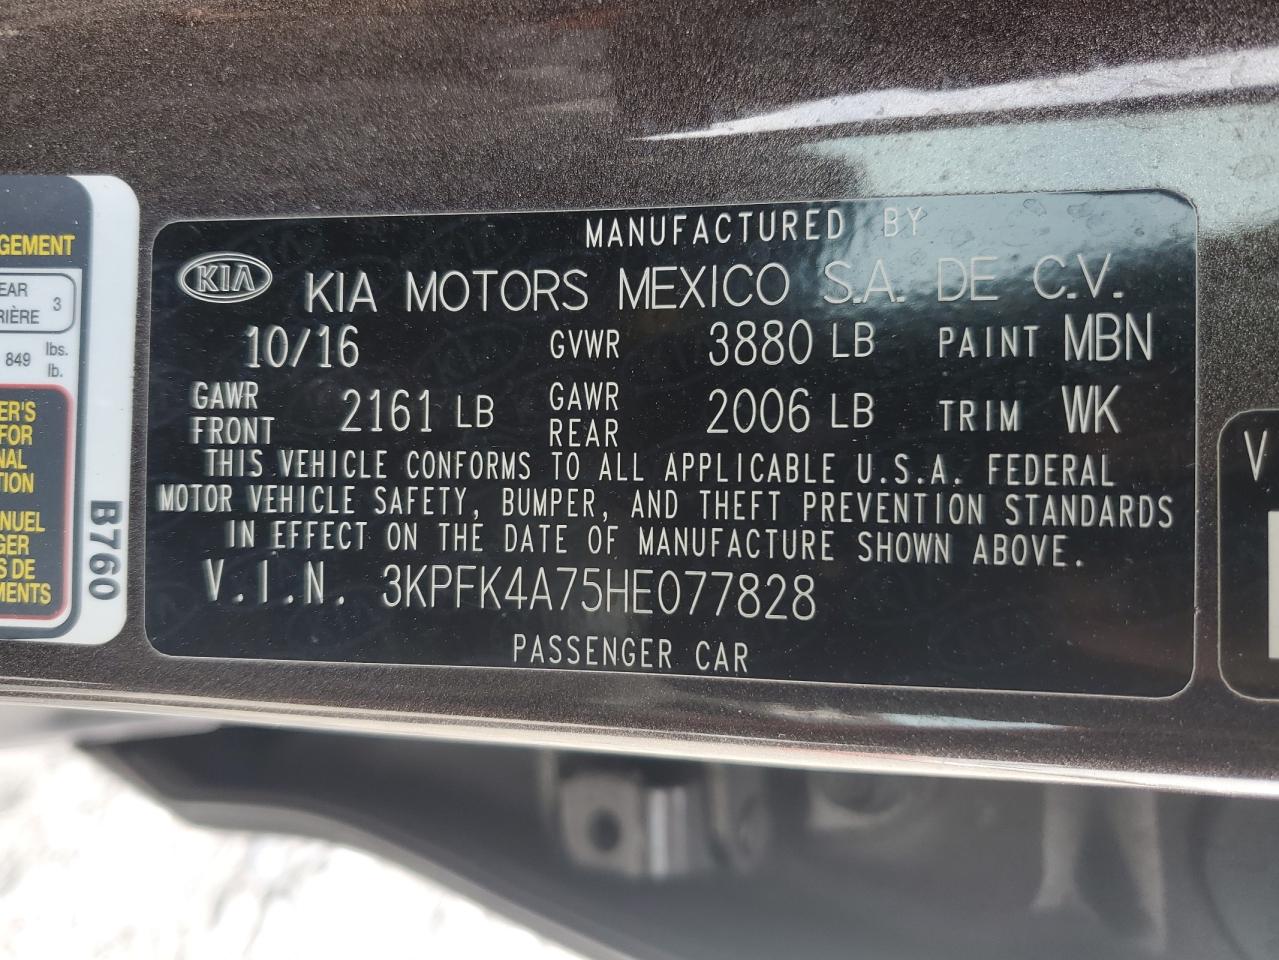 GEMENT
EAR 3
RIÈRE
849 lbs.
lb.
ER'S
FOR
NAL
TION
NUEL
GER
S DE
MENTS
B760
MANUFACTURED BY
KIA KIA MOTORS MEXICO S.A. DE C.V.
10/16 GVWR 3880 LB PAINT MBN
GAWR FRONT 2161 LB GAWR REAR 2006 LB TRIM WK
THIS VEHICLE CONFORMS TO ALL APPLICABLE U.S.A. FEDERAL
MOTOR VEHICLE SAFETY, BUMPER, AND THEFT PREVENTION STANDARDS
IN EFFECT ON THE DATE OF MANUFACTURE SHOWN ABOVE.
V.I.N. 3KPFK4A75HE077828
PASSENGER CAR
V